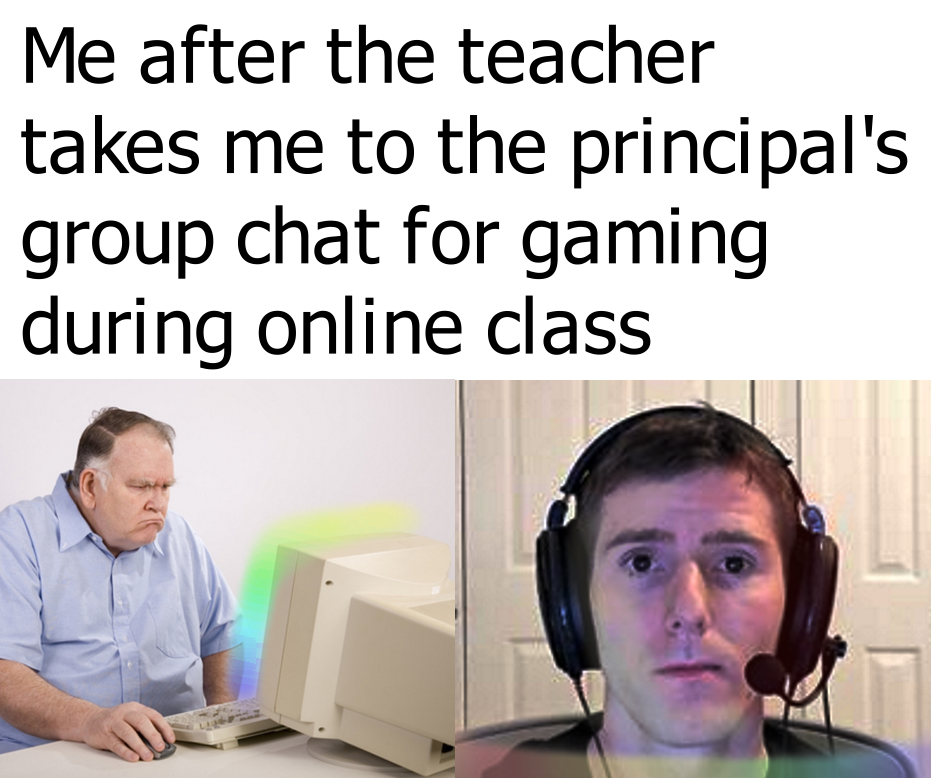 Me after the teacher
takes me to the principal's
group chat for gaming
during online class